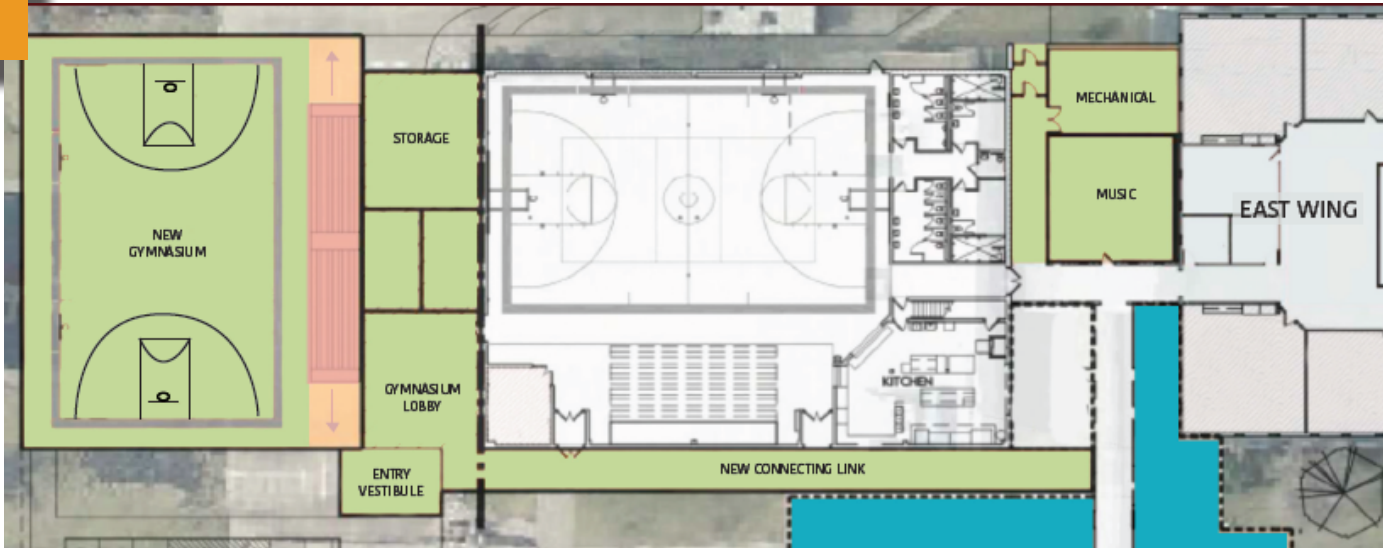 MECHANICAL
STORAGE
MUSIC
EAST WING
NEW
GYMNASIUM
KITCHEN
GYMNASIUM
LOBBY
NEW CONNECTING LINK
ENTRY
VESTIBULE